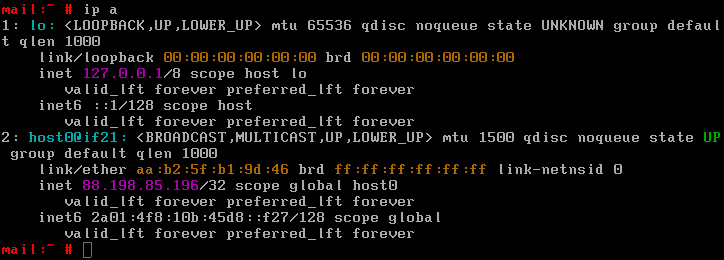 mail:~ # ip a
1: lo: <LOOPBACK,UP,LOWER_UP> mtu 65536 qdisc noqueue state UNKNOWN group defaul
t qlen 1000
    link/loopback 00:00:00:00:00:00 brd 00:00:00:00:00:00
    inet 127.0.0.1/8 scope host lo
       valid_lft forever preferred_lft forever
    inet6 ::1/128 scope host
       valid_lft forever preferred_lft forever
2: host0@if21: <BROADCAST,MULTICAST,UP,LOWER_UP> mtu 1500 qdisc noqueue state UP
 group default qlen 1000
    link/ether aa:b2:5f:b1:9d:46 brd ff:ff:ff:ff:ff:ff link-netnsid 0
    inet 88.198.85.196/32 scope global host0
       valid_lft forever preferred_lft forever
    inet6 2a01:4f8:10b:45d8::f27/128 scope global
       valid_lft forever preferred_lft forever
mail:~ #